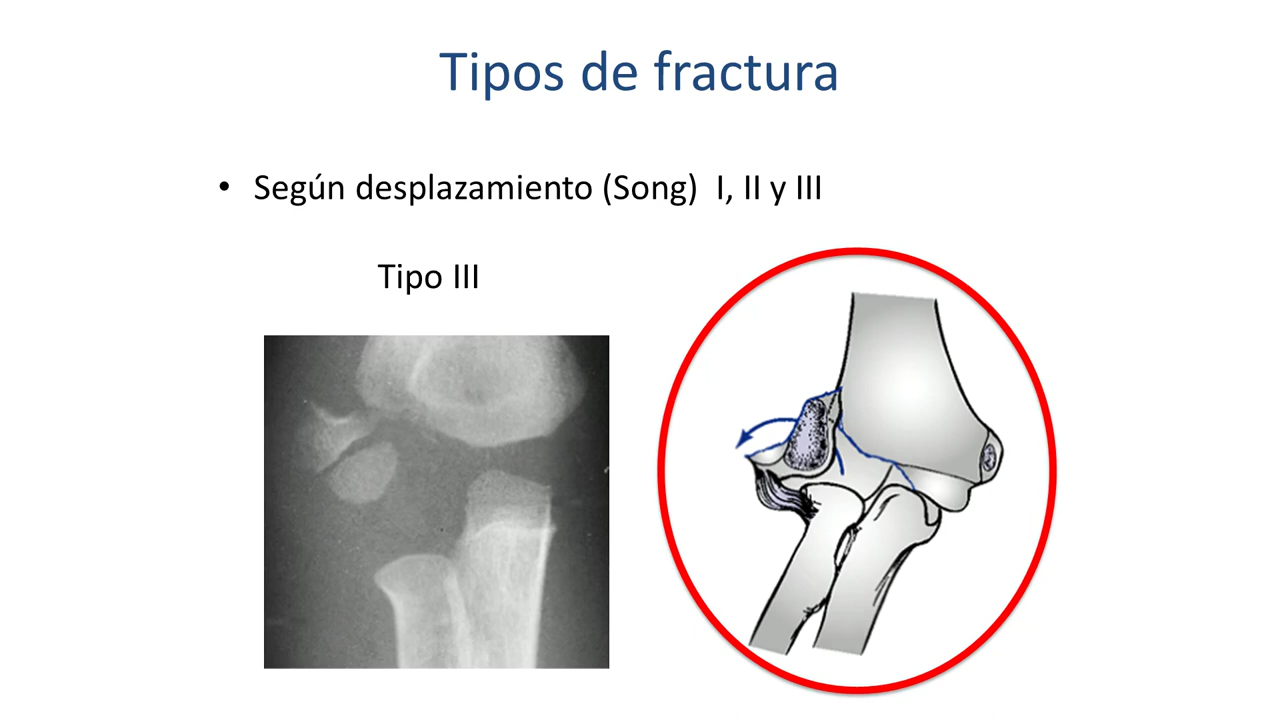 Tipos de fractura
• Según desplazamiento (Song) I, II y III
Tipo III